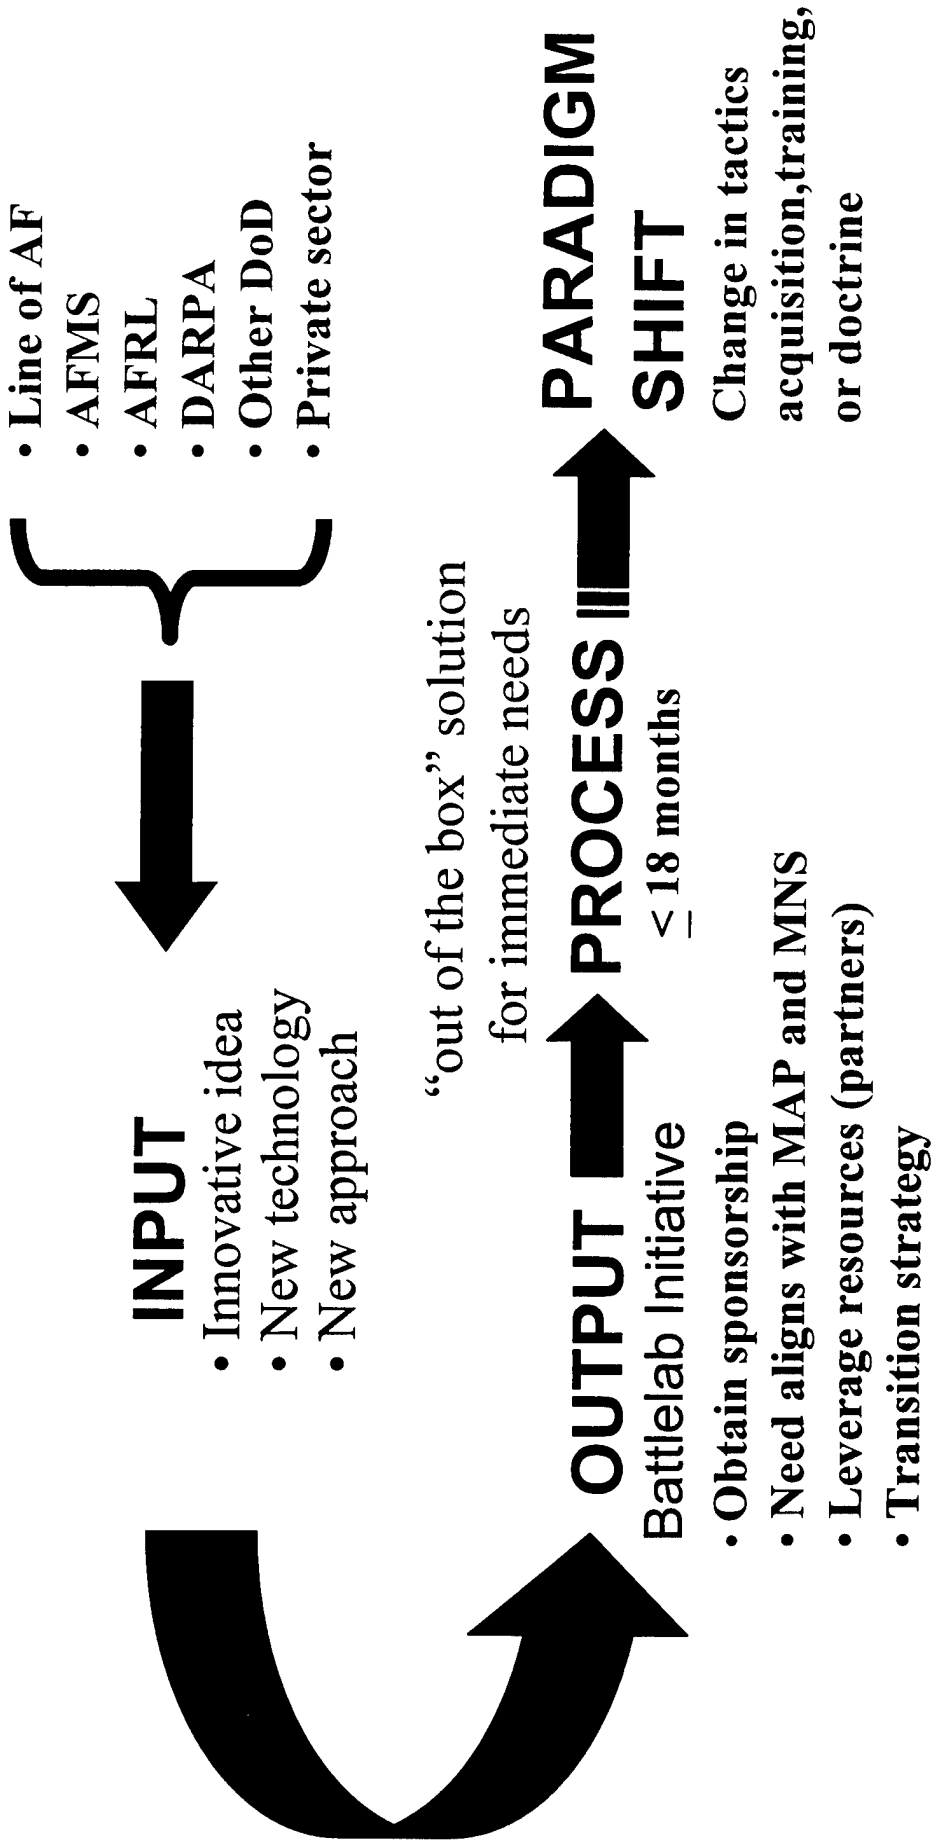 • Line of AF
• AFMS
• AFRL
• DARPA
• Other DoD
• Private sector
INPUT
• Innovative idea
• New technology
• New approach
"out of the box" solution
for immediate needs
OUTPUT
Battlelab Initiative
• Obtain sponsorship
• Need aligns with MAP and MNS
• Leverage resources (partners)
• Transition strategy
PROCESS
≤ 18 months
PARADIGM
SHIFT
Change in tactics
acquisition,training,
or doctrine